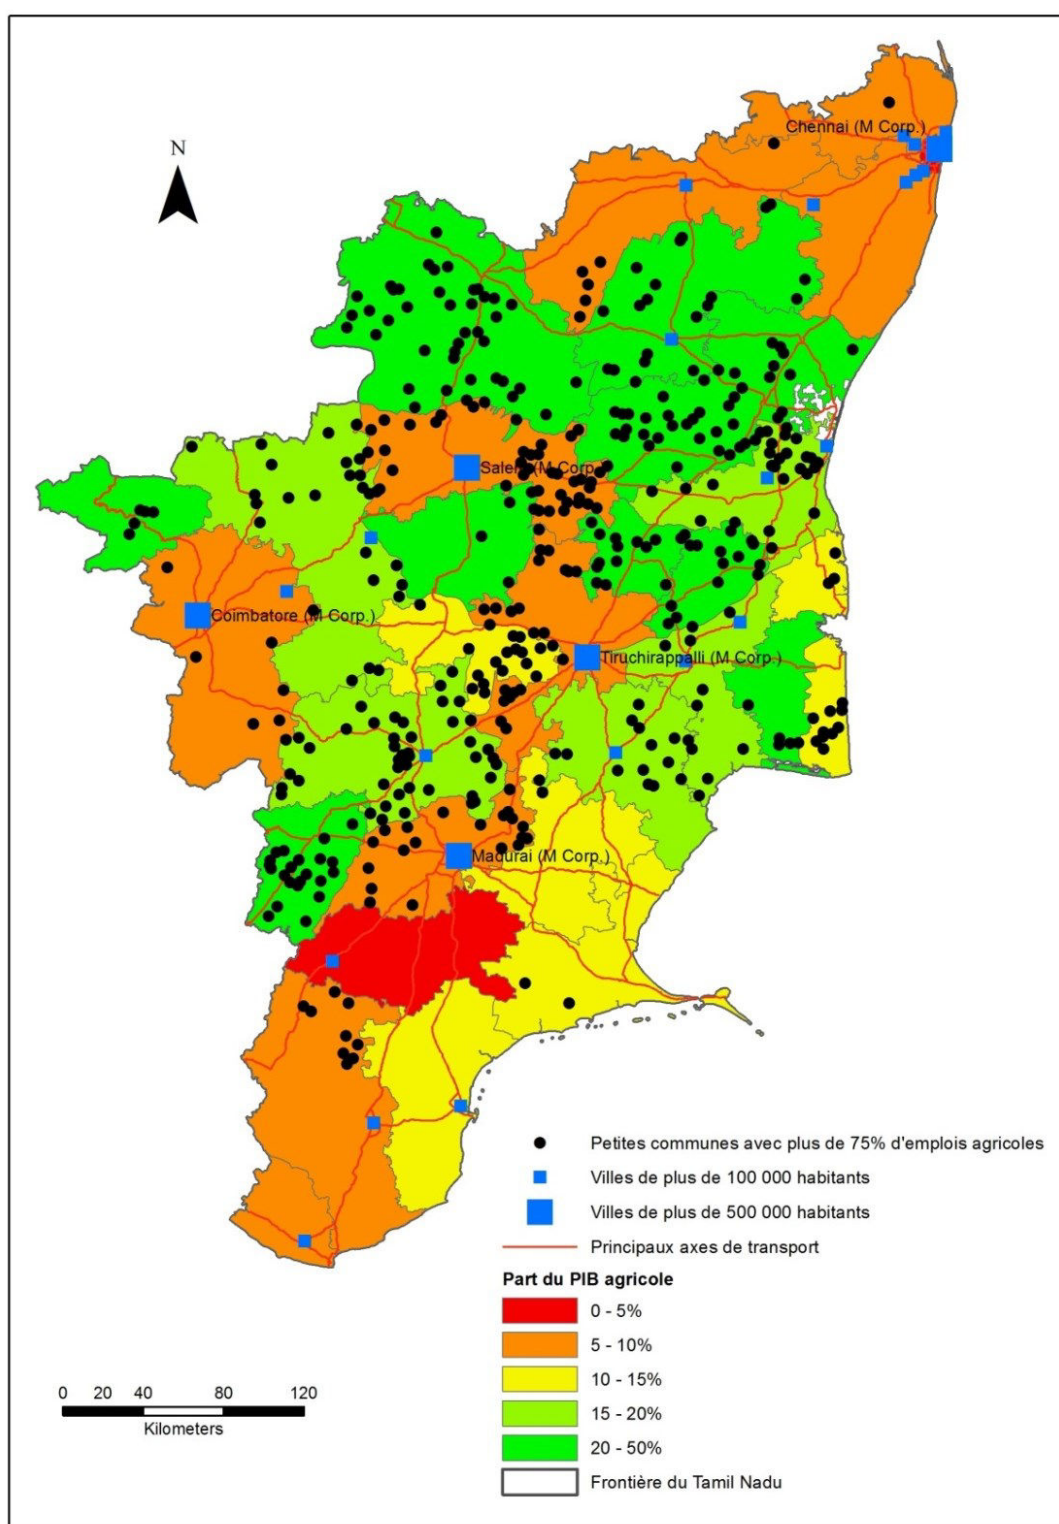 N
Chennai (M Corp.)
Salem (M Corp.)
Coimbatore (M Corp.)
Tiruchirappalli (M Corp.)
Madurai (M Corp.)
Petites communes avec plus de 75% d'emplois agricoles
Villes de plus de 100 000 habitants
Villes de plus de 500 000 habitants
Principaux axes de transport
Part du PIB agricole
0 - 5%
5 - 10%
10 - 15%
15 - 20%
20 - 50%
Frontière du Tamil Nadu
0 20 40 80 120
Kilometers